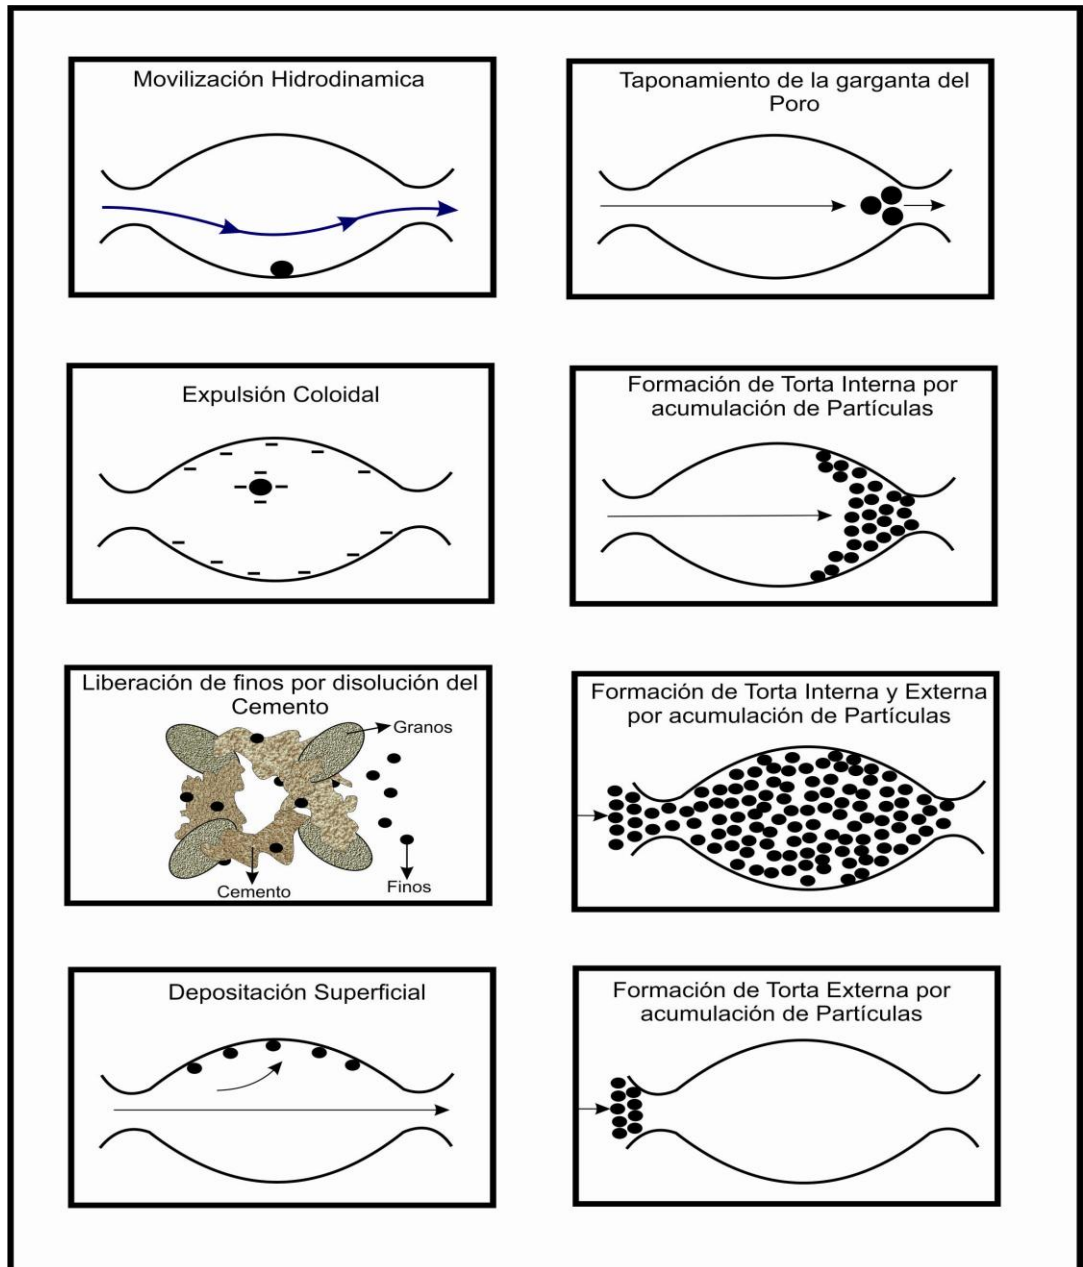 Movilización Hidrodinamica
Taponamiento de la garganta del
Poro
Expulsión Coloidal
Formación de Torta Interna por
acumulación de Partículas
Liberación de finos por disolución del
Cemento
Granos
Cemento
Finos
Formación de Torta Interna y Externa
por acumulación de Partículas
Depositación Superficial
Formación de Torta Externa por
acumulación de Partículas